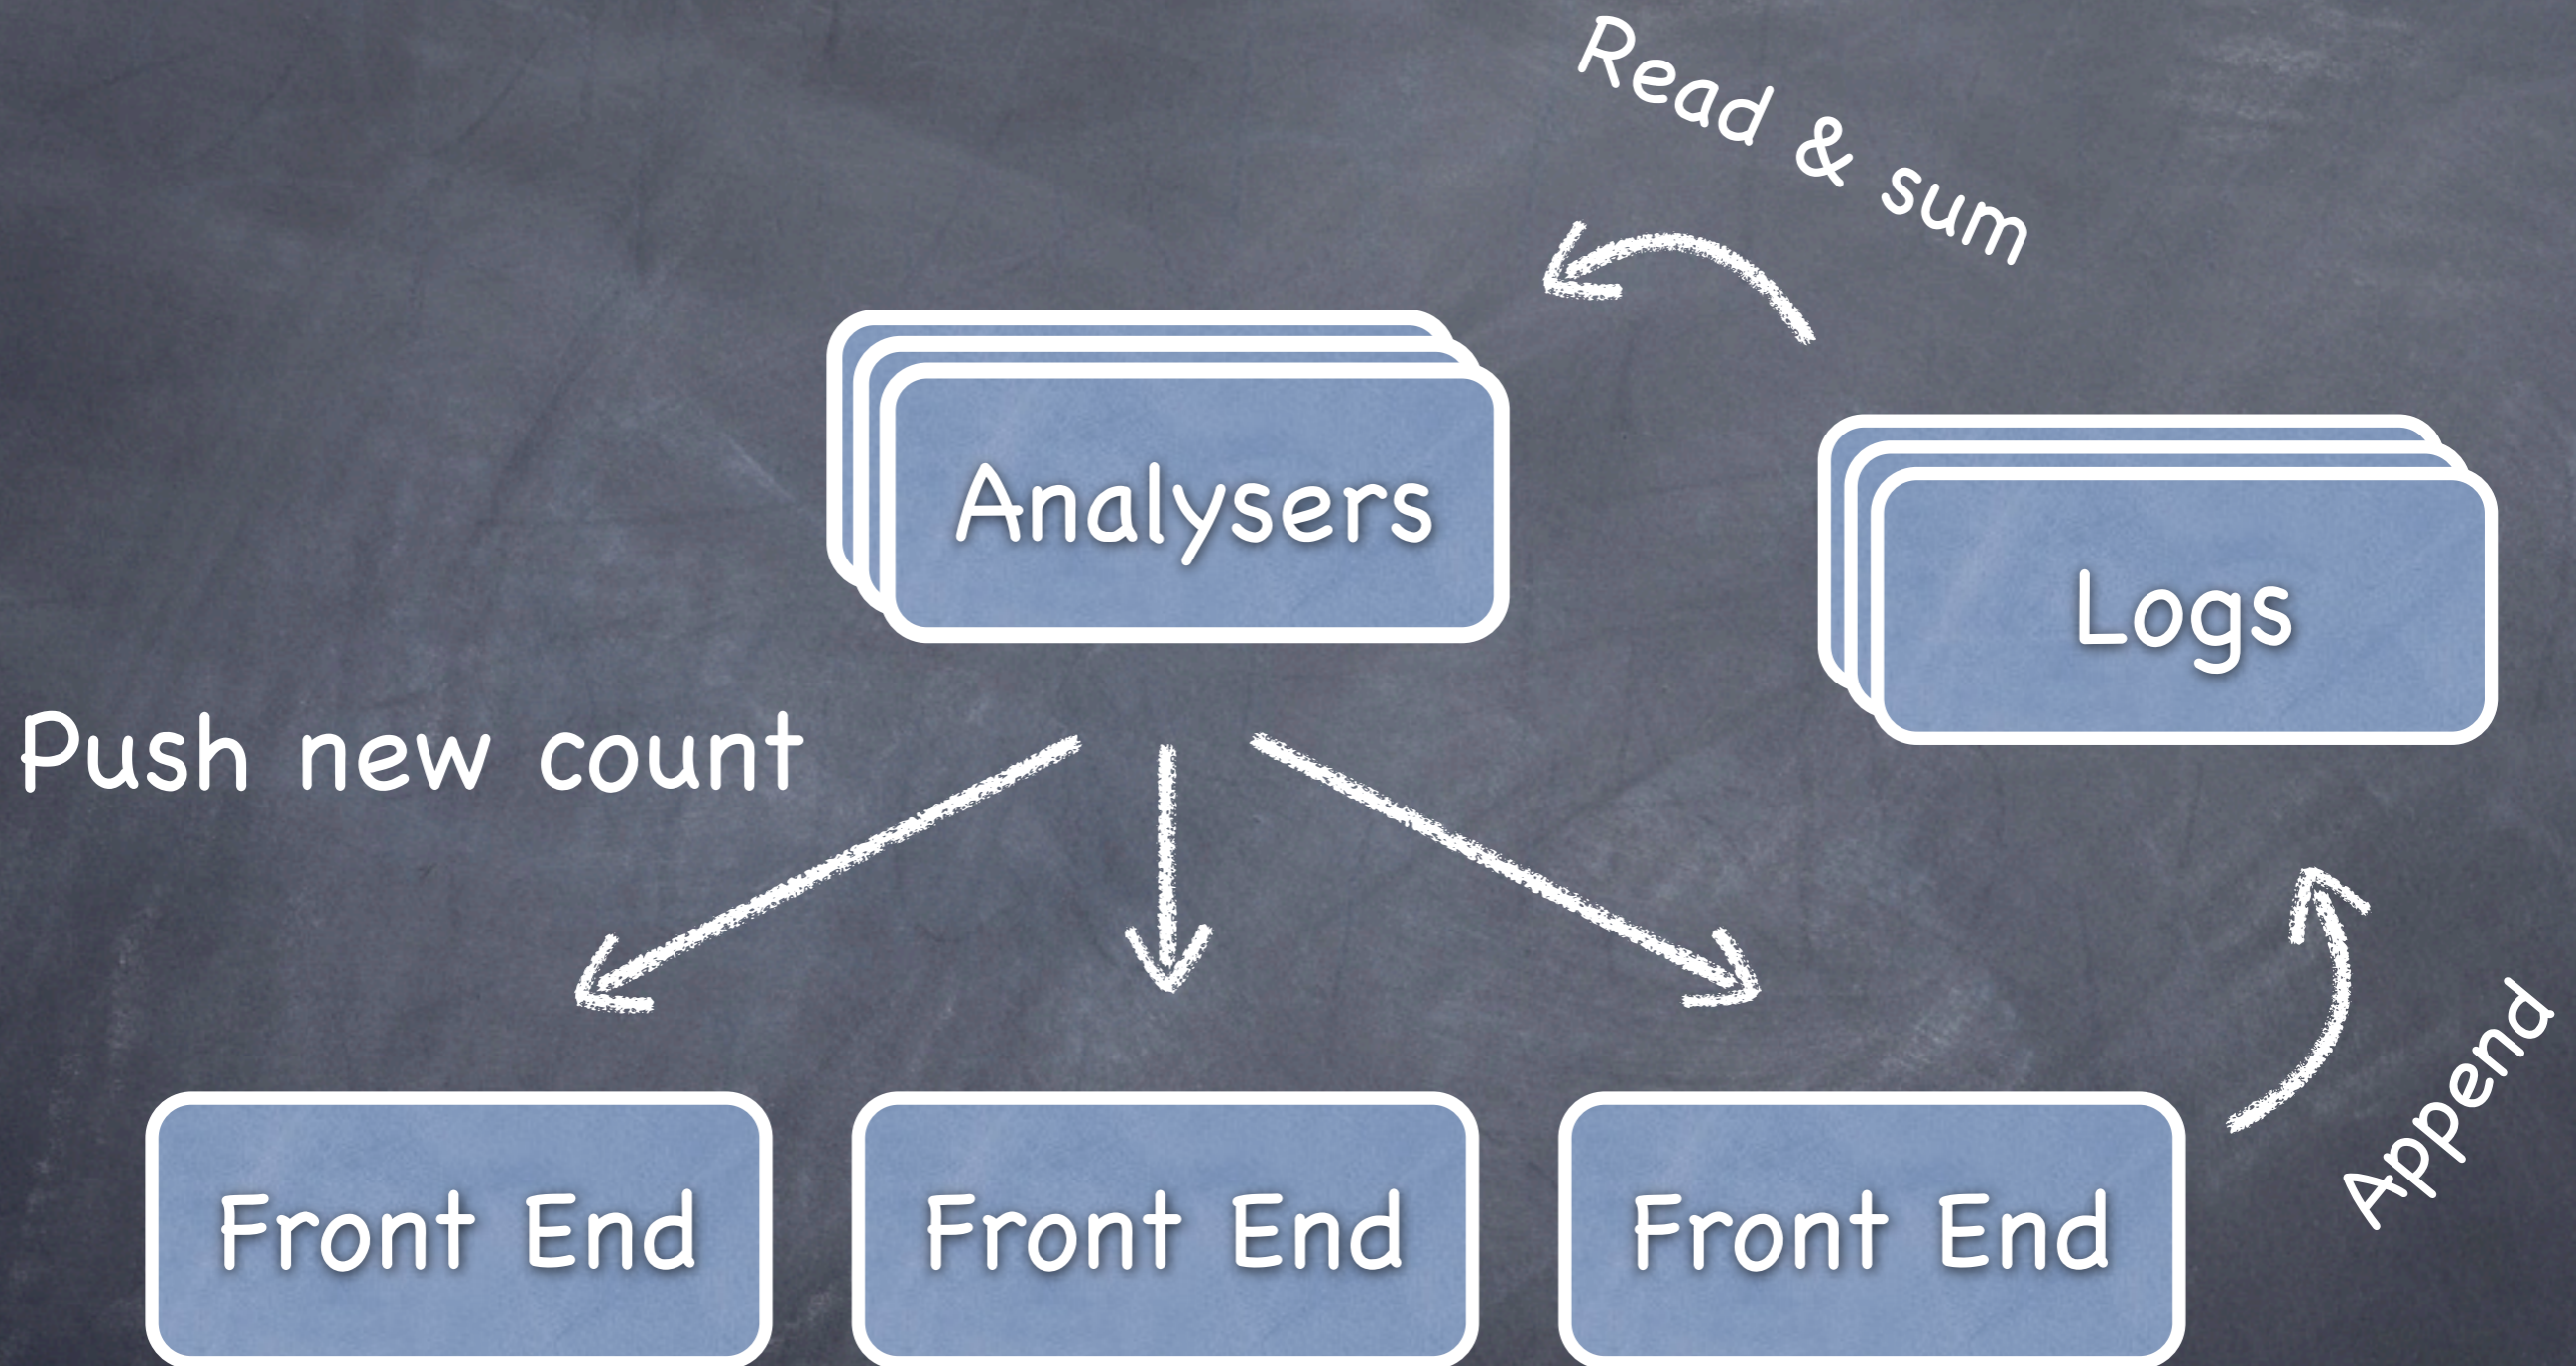 Read & sum
Analysers
Logs
Push new count
Append
Front End
Front End
Front End